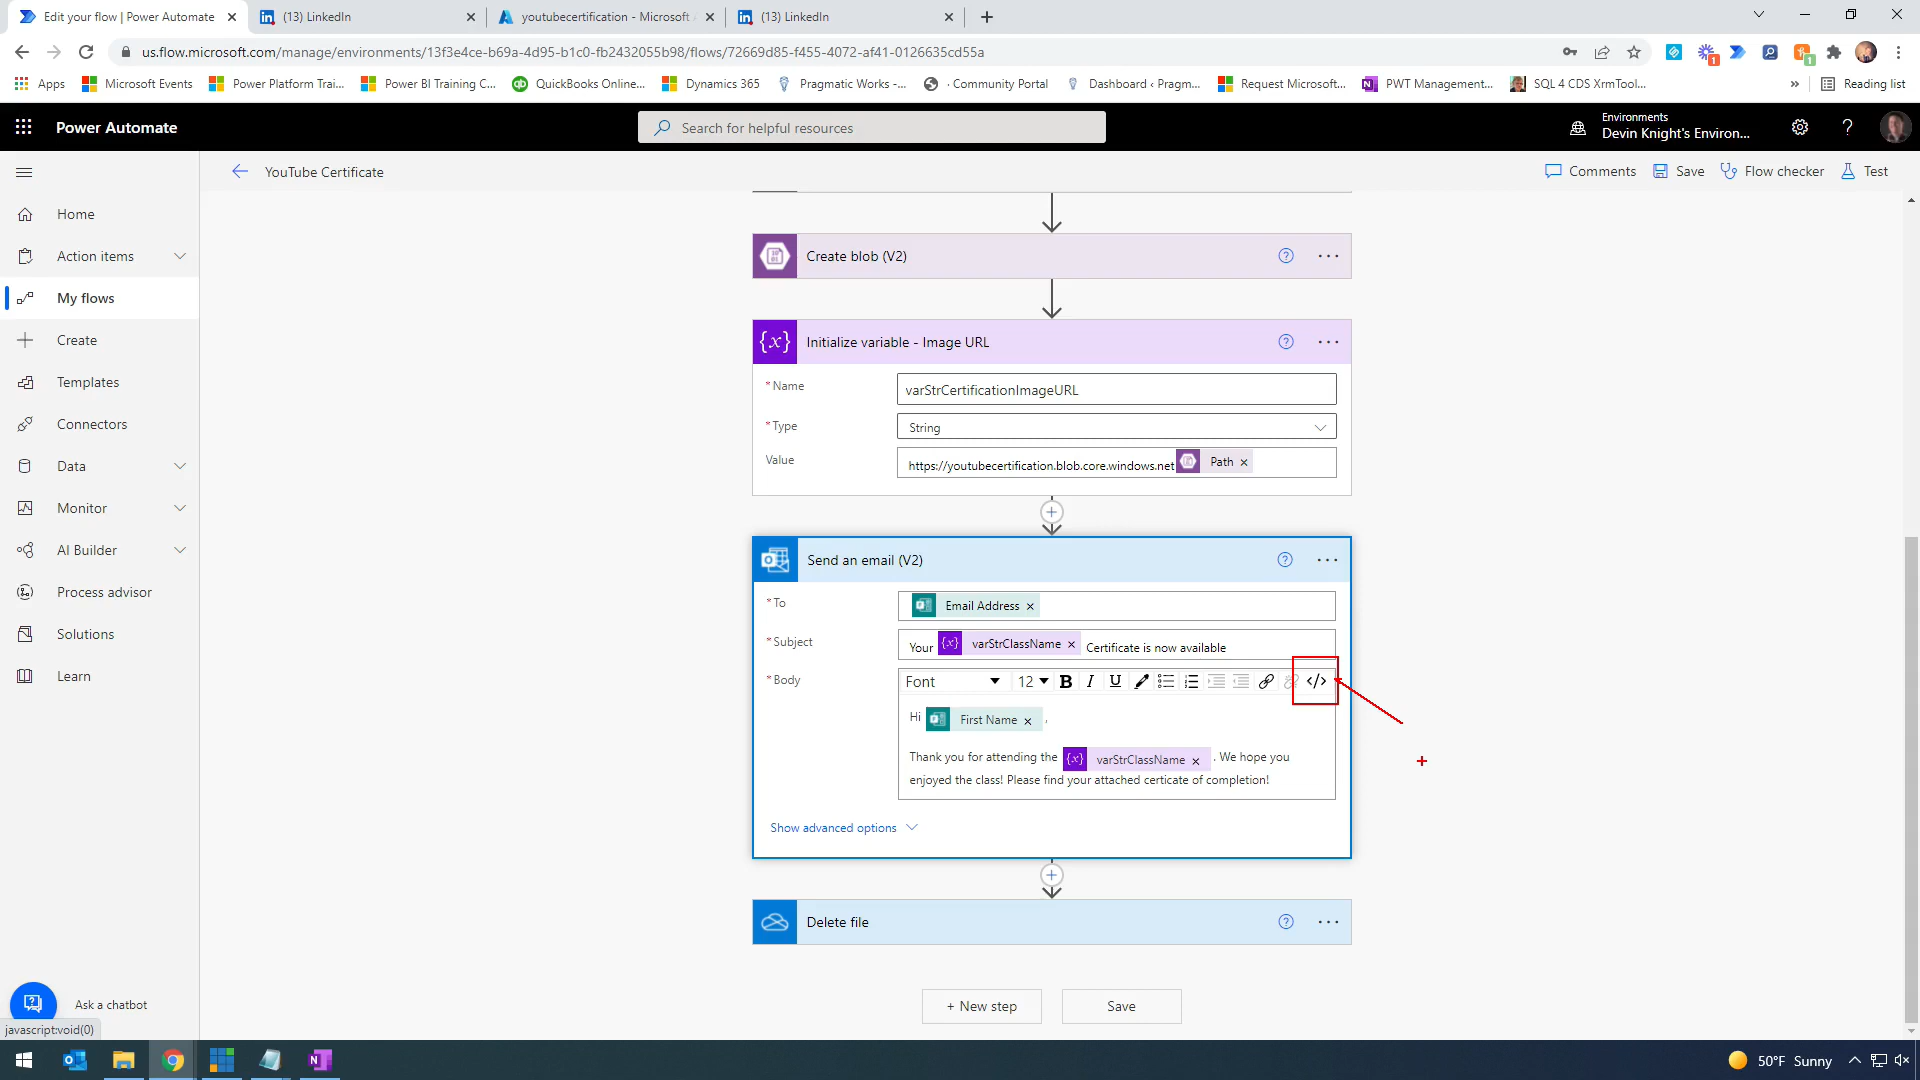 Edit your flow | Power Automate
(13) LinkedIn
youtubecertification - Microsoft
(13) LinkedIn
us.flow.microsoft.com/manage/environments/13f3e4ce-b69a-4d95-b1c0-fb2432055b98/flows/72669d85-f455-4072-af41-0126635cd55a
1
1
Apps
Microsoft Events
Power Platform Trai...
Power BI Training C...
QuickBooks Online...
Dynamics 365
Pragmatic Works -...
· Community Portal
Dashboard ‹ Pragm...
Request Microsoft...
PWT Management...
SQL 4 CDS XrmTool...
»
Reading list
Power Automate
Search for helpful resources
Environments
Devin Knight's Environ...
YouTube Certificate
Comments
Save
Flow checker
Test
Home
Action items
My flows
Create
Templates
Connectors
Data
Monitor
AI Builder
Process advisor
Solutions
Learn
Ask a chatbot
javascript:void(0)
Create blob (V2)
Initialize variable - Image URL
* Name
varStrCertificationImageURL
* Type
String
Value
https://youtubecertification.blob.core.windows.net Path ×
Send an email (V2)
* To
Email Address ×
* Subject
Your varStrClassName × Certificate is now available
* Body
Font 12 B I U </>
Hi First Name × ,
Thank you for attending the varStrClassName × . We hope you
enjoyed the class! Please find your attached certicate of completion!
Show advanced options
Delete file
+ New step
Save
50°F Sunny